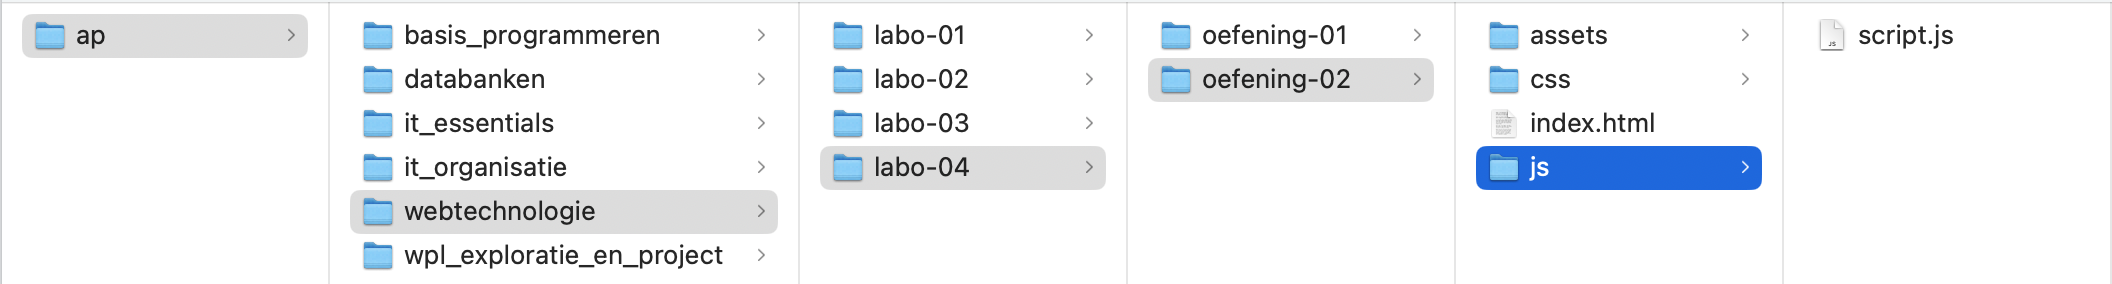 ap
basis_programmeren
databanken
it_essentials
it_organisatie
webtechnologie
wpl_exploratie_en_project
labo-01
labo-02
labo-03
labo-04
oefening-01
oefening-02
assets
css
index.html
js
JS
script.js